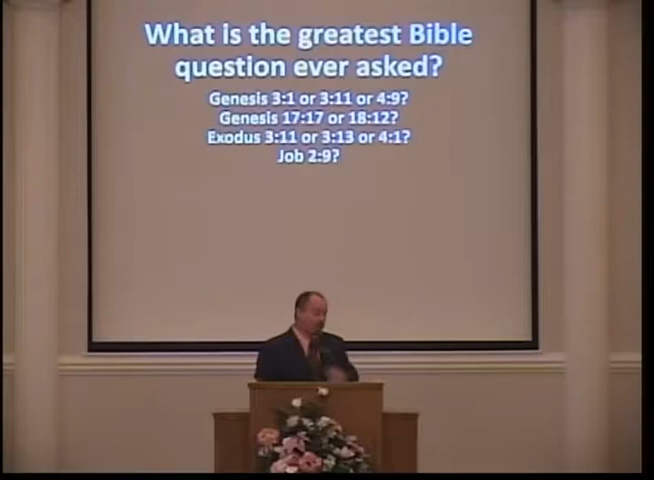 What is the greatest Bible
question ever asked?
Genesis 3:1 or 3:11 or 4:9?
Genesis 17:17 or 18:12?
Exodus 3:11 or 3:13 or 4:1?
Job 2:9?